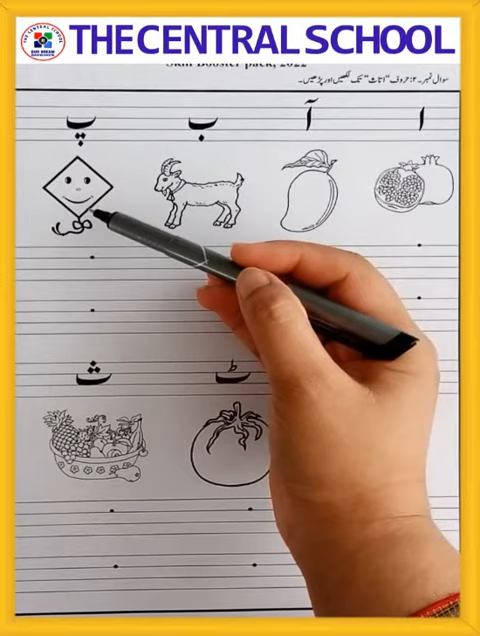 THE CENTRAL SCHOOL
Skill Booster pack, 2022
سوال نمبر۔۲: حروف "ا تا ث" تک لکھیں اور پڑھیں۔
ا آ ب پ
ٹ ث